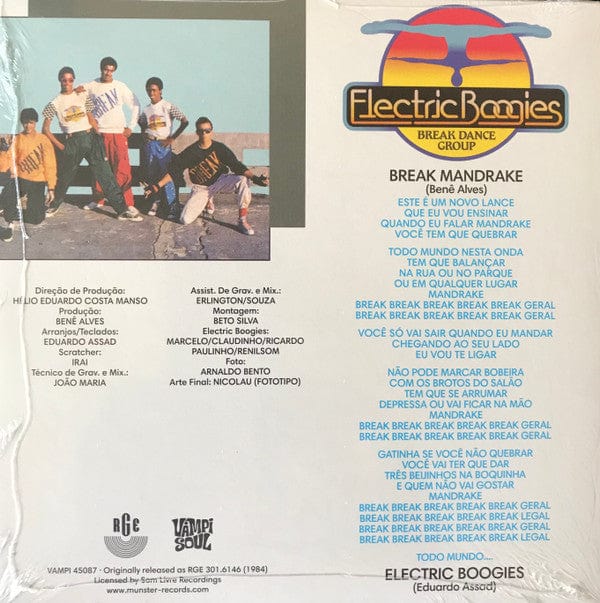 Electric Boogies
BREAK DANCE
GROUP
BREAK MANDRAKE
(Benê Alves)
ESTE É UM NOVO LANCE
QUE EU VOU ENSINAR
QUANDO EU FALAR MANDRAKE
VOCÊ TEM QUE QUEBRAR
TODO MUNDO NESTA ONDA
TEM QUE BALANÇAR
NA RUA OU NO PARQUE
OU EM QUALQUER LUGAR
MANDRAKE
BREAK BREAK BREAK BREAK BREAK GERAL
BREAK BREAK BREAK BREAK BREAK GERAL
VOCÊ SÓ VAI SAIR QUANDO EU MANDAR
CHEGANDO AO SEU LADO
EU VOU TE LIGAR
NÃO PODE MARCAR BOBEIRA
COM OS BROTOS DO SALÃO
TEM QUE SE ARRUMAR
DEPRESSA OU VAI FICAR NA MÃO
MANDRAKE
BREAK BREAK BREAK BREAK BREAK GERAL
BREAK BREAK BREAK BREAK BREAK GERAL
GATINHA SE VOCÊ NÃO QUEBRAR
VOCÊ VAI TER QUE DAR
TRÊS BEIJINHOS NA BOQUINHA
E QUEM NÃO VAI GOSTAR
MANDRAKE
BREAK BREAK BREAK BREAK BREAK GERAL
BREAK BREAK BREAK BREAK BREAK LEGAL
BREAK BREAK BREAK BREAK BREAK GERAL
BREAK BREAK BREAK BREAK BREAK LEGAL
TODO MUNDO....
ELECTRIC BOOGIES
(Eduardo Assad)
BREAK
BREAK
BREAK
Direção de Produção:
HÉLIO EDUARDO COSTA MANSO
Produção:
BENÊ ALVES
Arranjos/Teclados:
EDUARDO ASSAD
Scratcher:
IRAI
Técnico de Grav. e Mix.:
JOÃO MARIA
Assist. De Grav. e Mix.:
ERLINGTON/SOUZA
Montagem:
BETO SILVA
Electric Boogies:
MARCELO/CLAUDINHO/RICARDO
PAULINHO/RENILSOM
Foto:
ARNALDO BENTO
Arte Final: NICOLAU (FOTOTIPO)
RGE
VAMPI
SOUL
VAMPI 45087 · Originally released as RGE 301.6146 (1984)
Licensed by Som Livre Recordings
www.munster-records.com